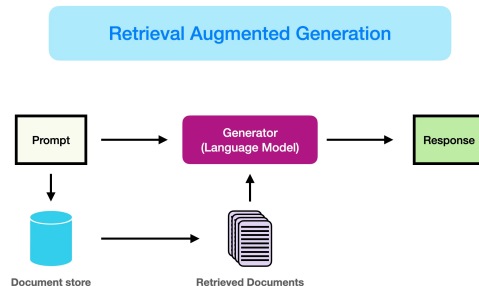 Retrieval Augmented Generation
Prompt
Generator
(Language Model)
Response
Document store
Retrieved Documents